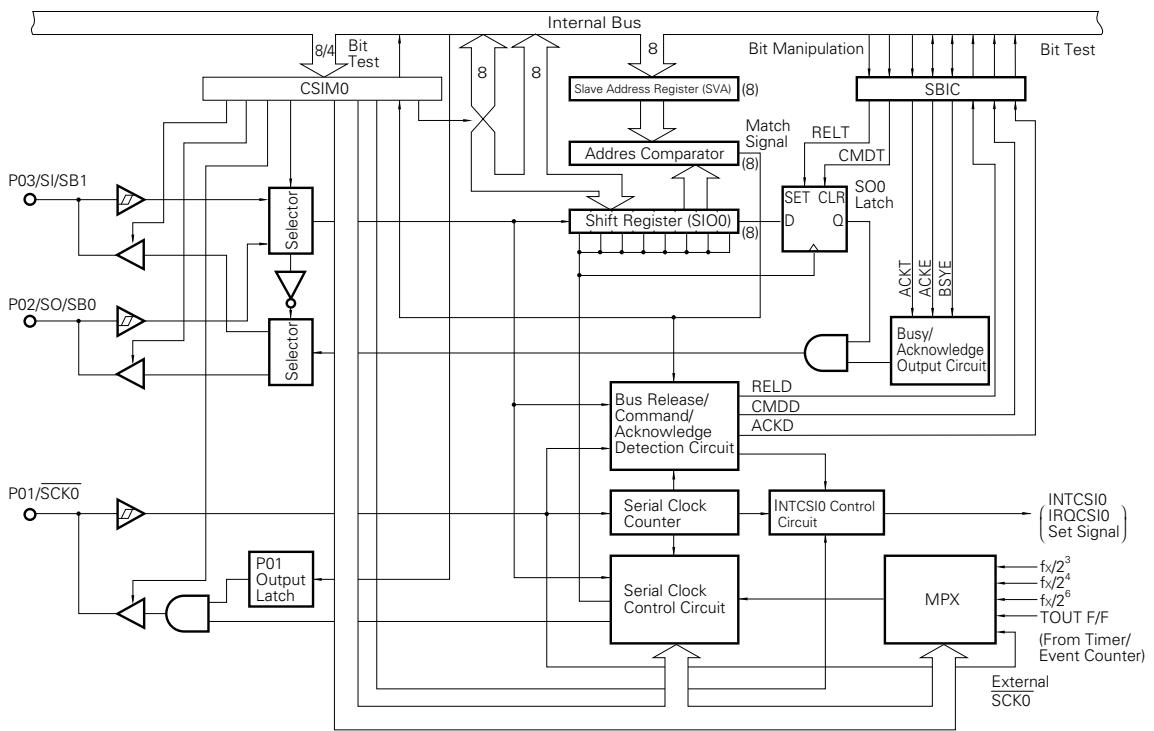 Internal Bus
8/4
Bit
Test
8
8
8
Bit Manipulation
Bit Test
CSIM0
Slave Address Register (SVA)
(8)
SBIC
Match
Signal
RELT
CMDT
Addres Comparator
(8)
P03/SI/SB1
Selector
SET CLR
D Q
SO0
Latch
Shift Register (SIO0)
(8)
ACKT
ACKE
BSYE
P02/SO/SB0
Selector
Busy/
Acknowledge
Output Circuit
Bus Release/
Command/
Acknowledge
Detection Circuit
RELD
CMDD
ACKD
P01/SCK0
Serial Clock
Counter
INTCSI0 Control
Circuit
INTCSI0
IRQCSI0
Set Signal
P01
Output
Latch
Serial Clock
Control Circuit
MPX
fX/2³
fX/2⁴
fX/2⁶
TOUT F/F
(From Timer/
Event Counter)
External
SCK0